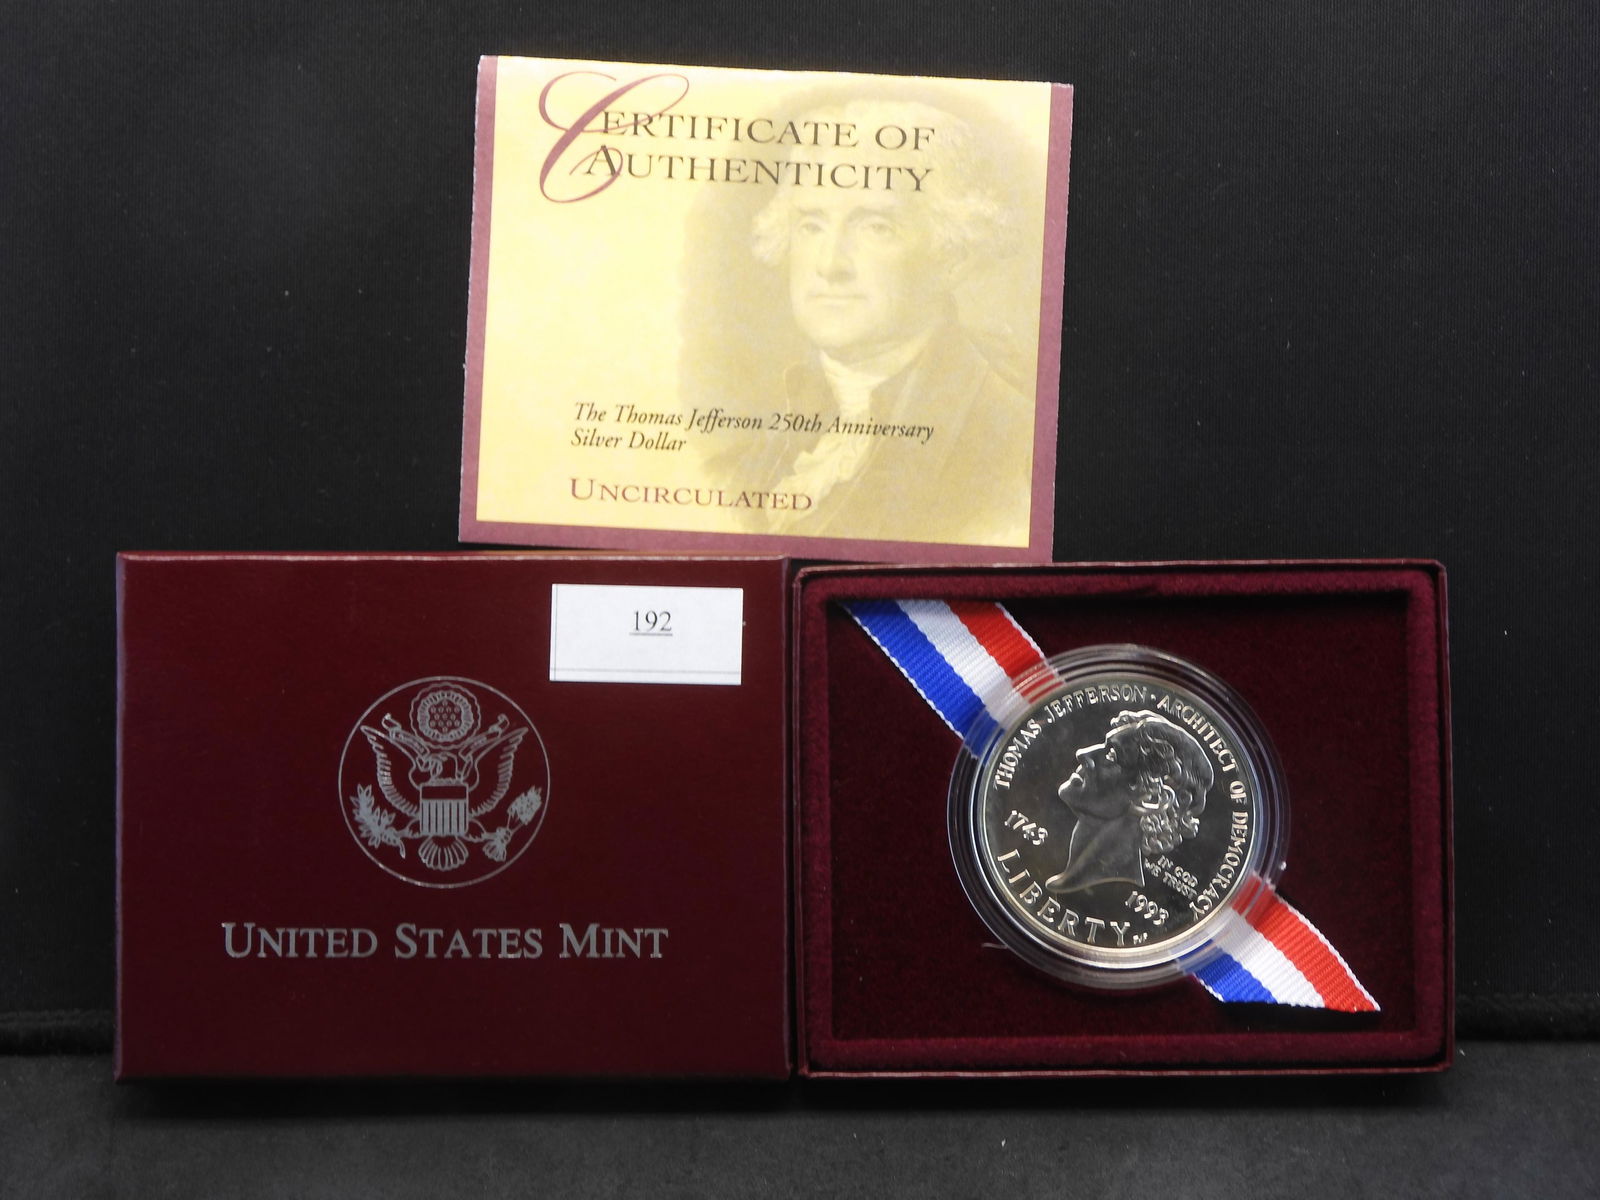 CERTIFICATE OF
AUTHENTICITY
The Thomas Jefferson 250th Anniversary
Silver Dollar
UNCIRCULATED
192
UNITED STATES MINT
THOMAS JEFFERSON · ARCHITECT OF DEMOCRACY
1743
IN GOD
WE TRUST
1993
LIBERTY